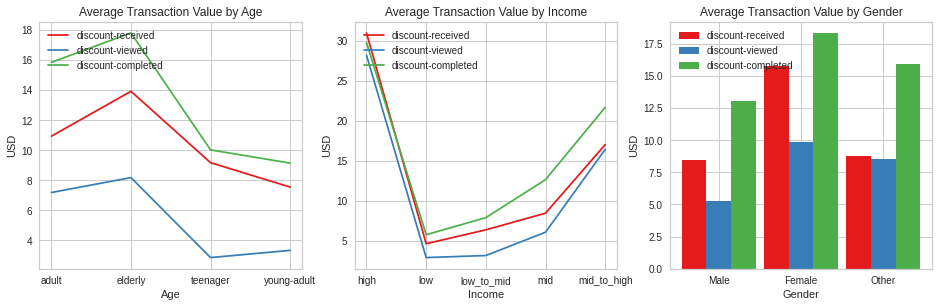 Average Transaction Value by Age
18
16
14
12
10
8
6
4
USD
discount-received
discount-viewed
discount-completed
adult
elderly
teenager
young-adult
Age
Average Transaction Value by Income
30
25
20
15
10
5
USD
discount-received
discount-viewed
discount-completed
high
low
low_to_mid
mid
mid_to_high
Income
Average Transaction Value by Gender
17.5
15.0
12.5
10.0
7.5
5.0
2.5
0.0
USD
discount-received
discount-viewed
discount-completed
Male
Female
Other
Gender